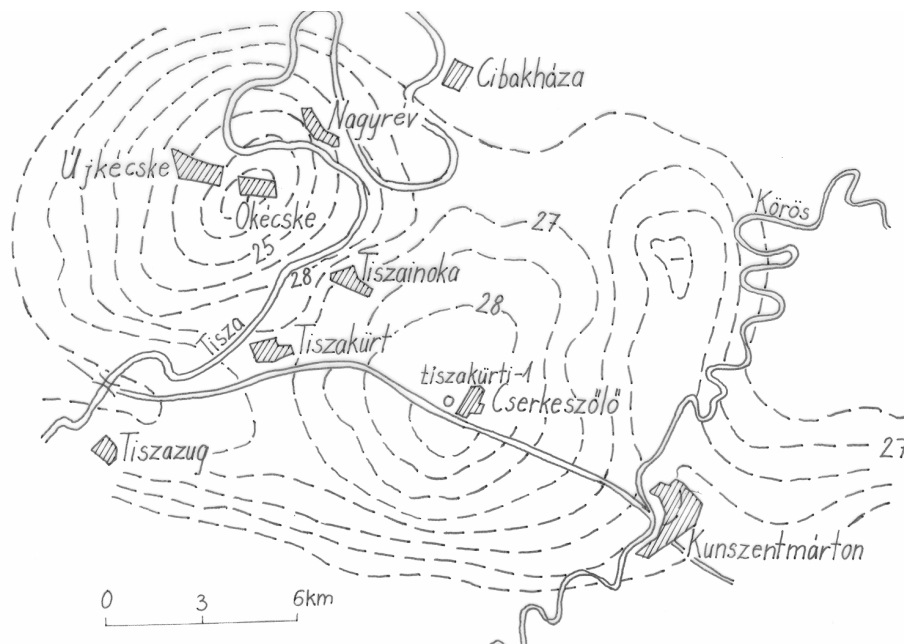 Cibakháza
Nagyrév
Újkécske
Ókécske
Körös
27
25
28
Tiszainoka
28
Tisza
Tiszakürt
tiszakürti-1
Cserkeszőlő
Tiszazug
27
Kunszentmárton
0 3 6km